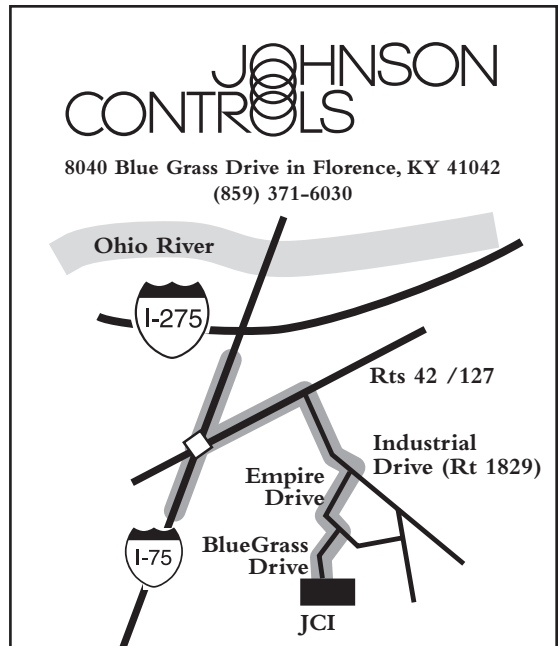 JOHNSON
CONTROLS
8040 Blue Grass Drive in Florence, KY 41042
(859) 371-6030
Ohio River
I-275
Rts 42 /127
Industrial
Drive (Rt 1829)
Empire
Drive
BlueGrass
Drive
I-75
JCI